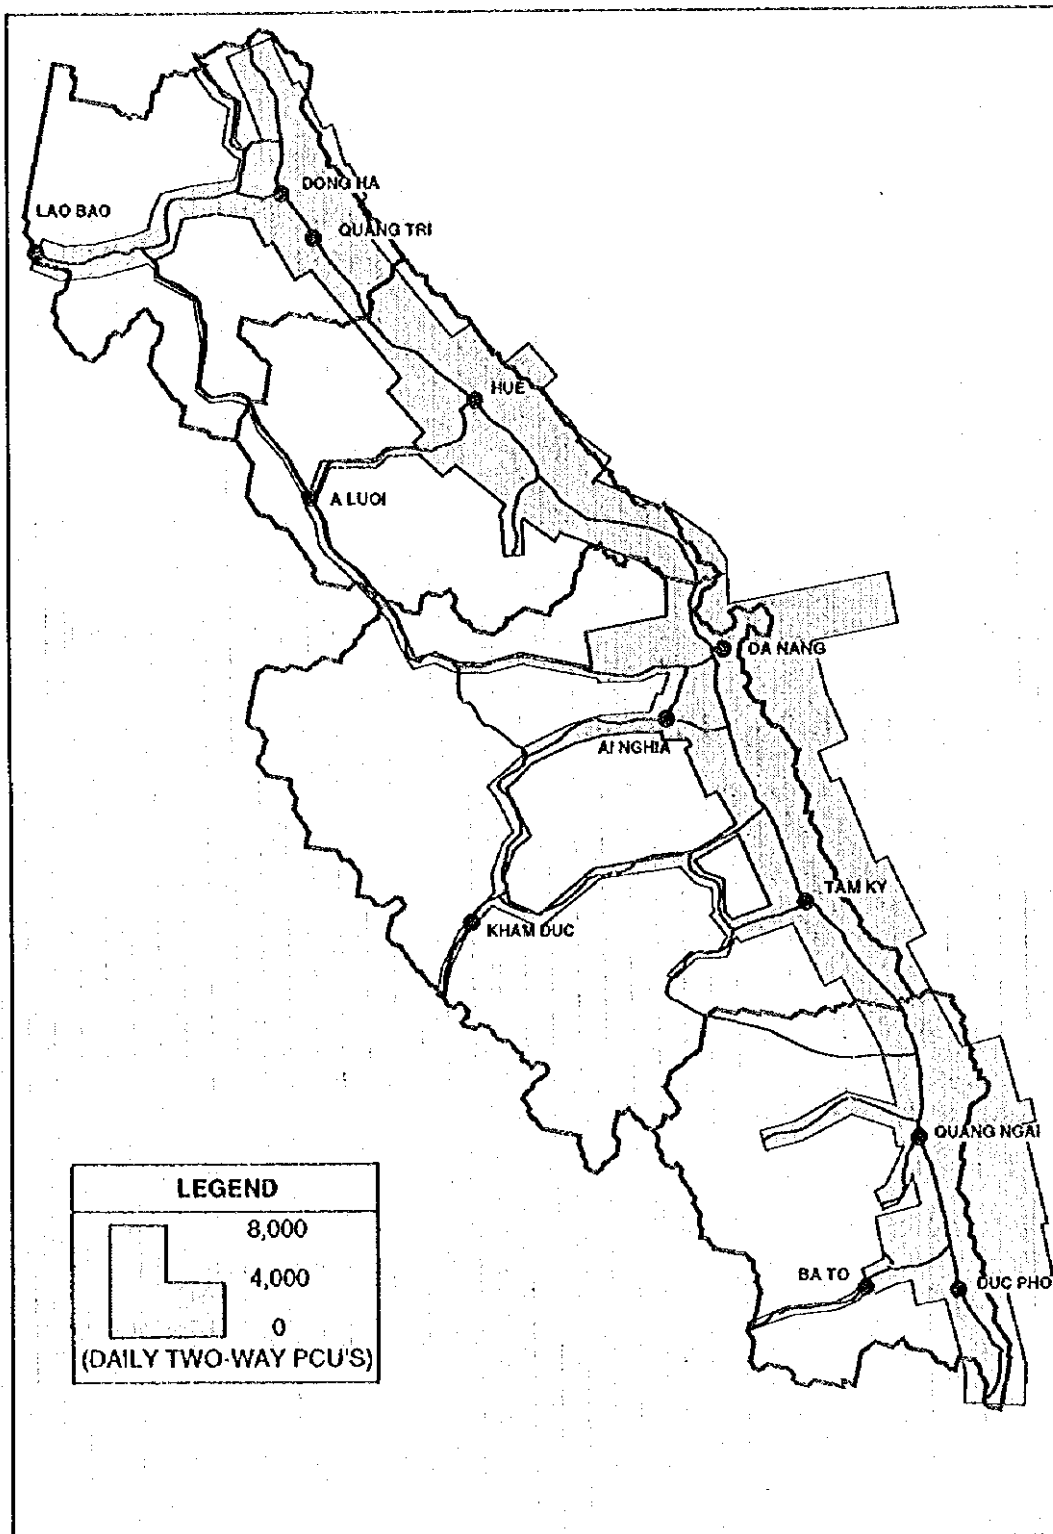 DONG HA
LAO BAO
QUANG TRI
HUE
A LUOI
DA NANG
AI NGHIA
TAM KY
KHAM DUC
QUANG NGAI
BA TO
DUC PHO
LEGEND
8,000
4,000
0
(DAILY TWO-WAY PCU'S)